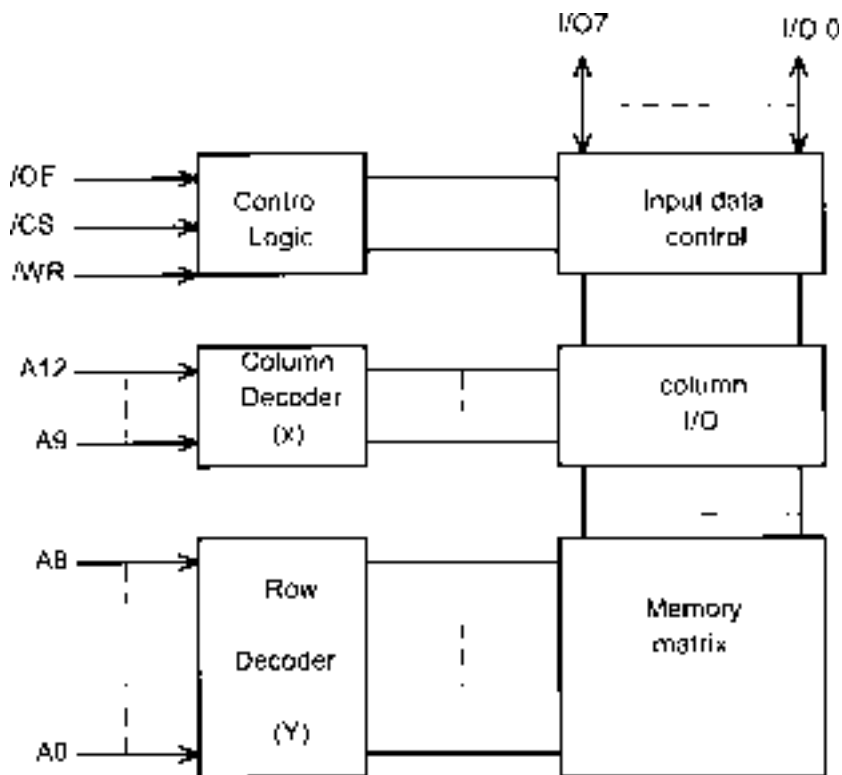 I/O7
I/O 0
/OE
/CS
/WR
Contro
Logic
Input data
control
A12
A9
Column
Decoder
(x)
column
I/O
A8
A0
Row
Decoder
(Y)
Memory
matrix